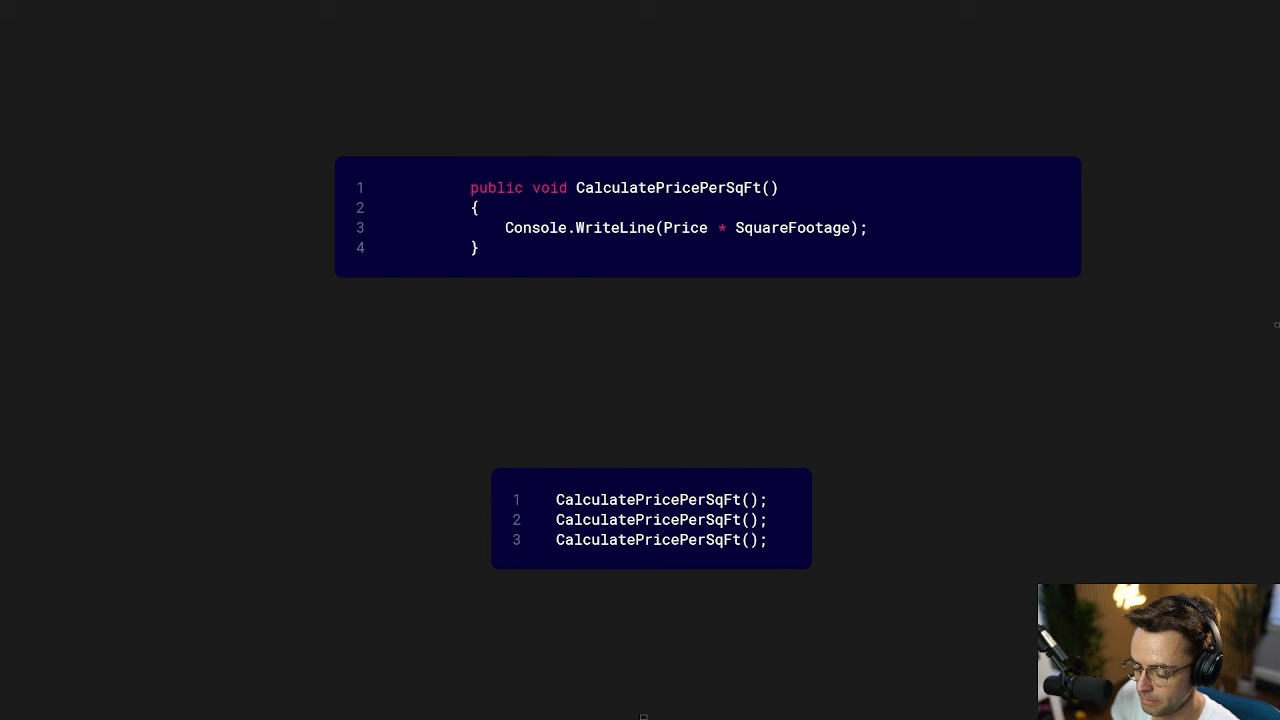 1 public void CalculatePricePerSqFt()
2 {
3 Console.WriteLine(Price * SquareFootage);
4 }
1 CalculatePricePerSqFt();
2 CalculatePricePerSqFt();
3 CalculatePricePerSqFt();